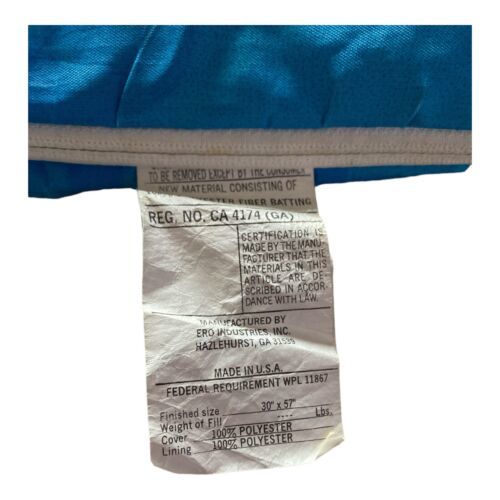 TO BE REMOVED EXCEPT BY THE CONSUMER
NEW MATERIAL CONSISTING OF
FIBER BATTING
REG. NO. CA 4174 (GA)
CERTIFICATION IS
MADE BY THE MANU-
FACTURER THAT THE
MATERIALS IN THIS
ARTICLE ARE DE-
SCRIBED IN ACCOR-
DANCE WITH LAW.
MANUFACTURED BY
ERO INDUSTRIES, INC.
HAZLEHURST, GA 31539
MADE IN U.S.A.
FEDERAL REQUIREMENT WPL 11867
Finished size 30" x 57"
Weight of Fill Lbs.
Cover 100% POLYESTER
Lining 100% POLYESTER